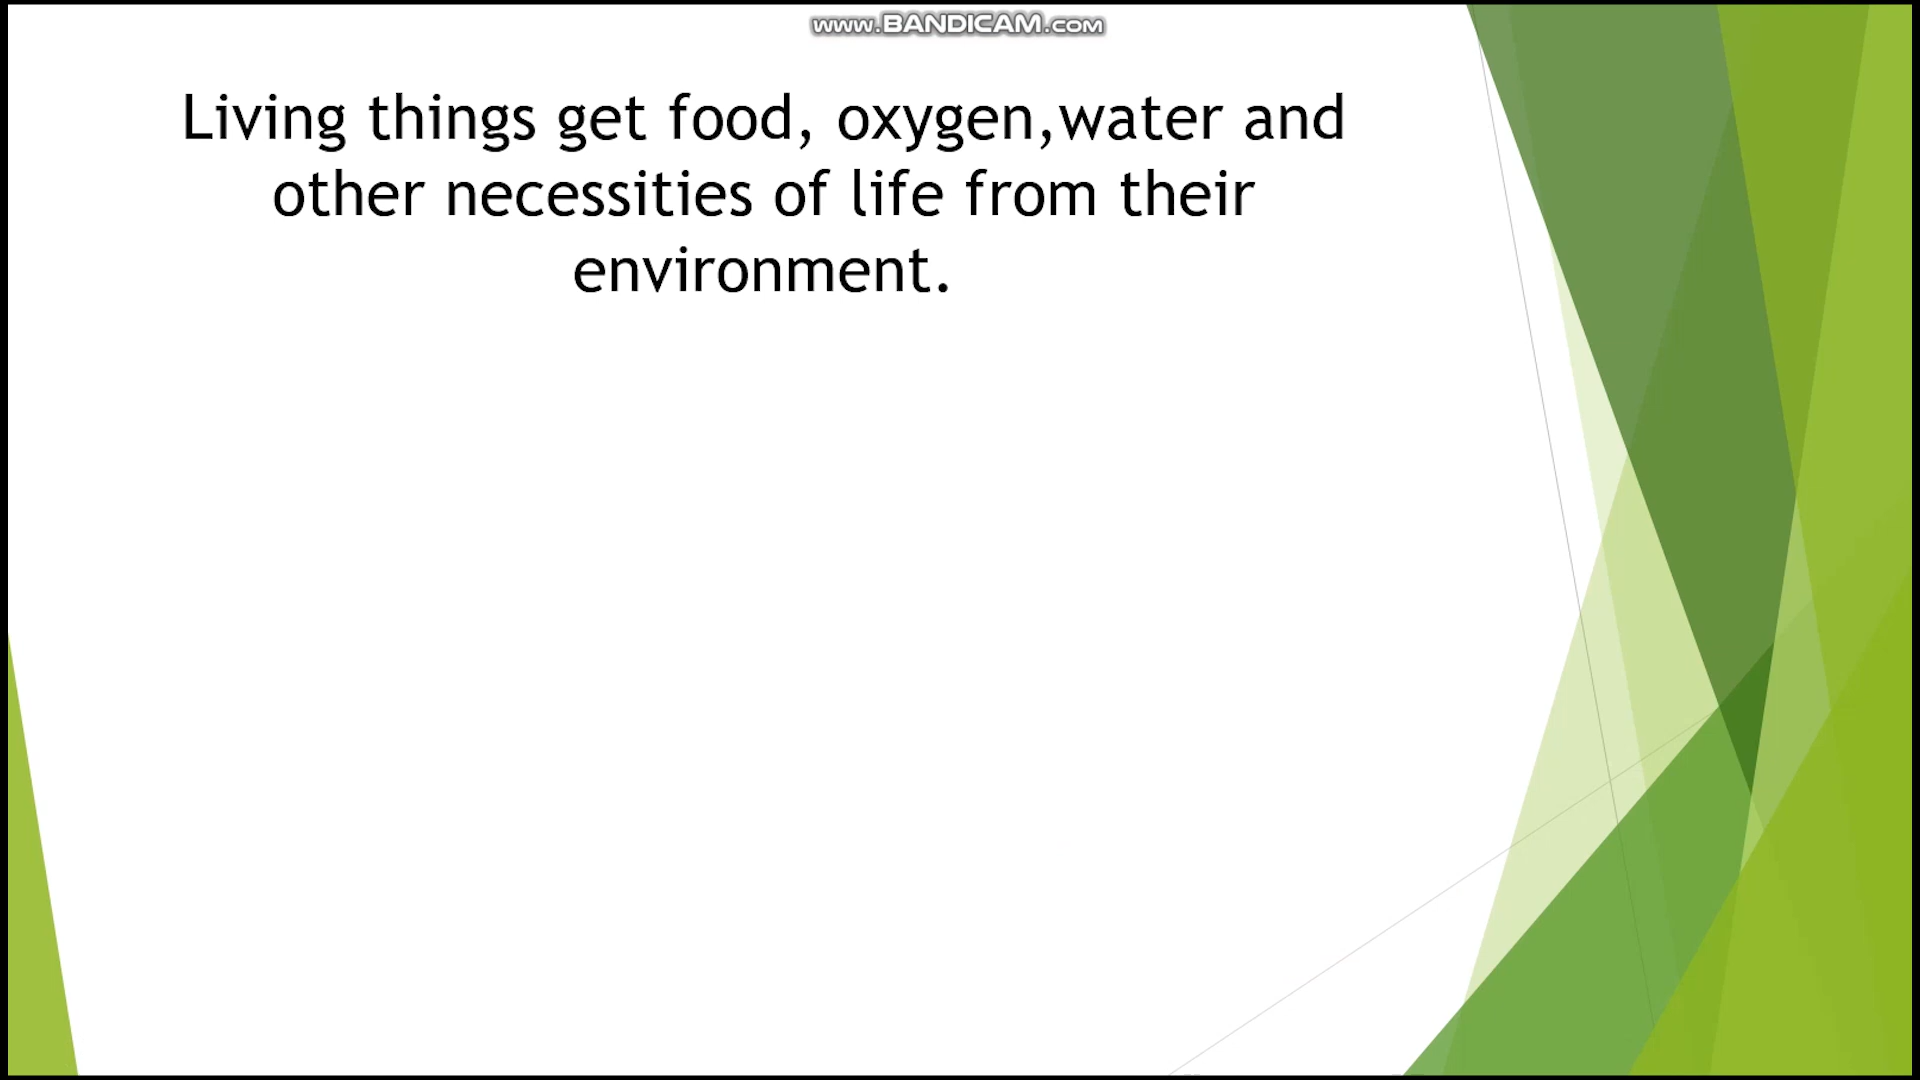 www.BANDICAM.com
Living things get food, oxygen,water and
other necessities of life from their
environment.